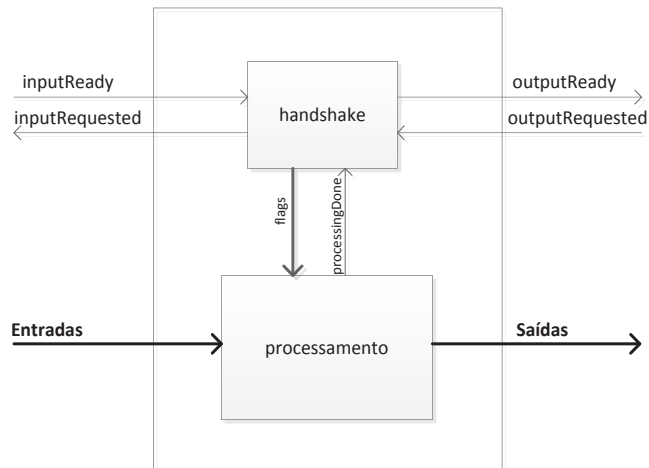 inputReady
outputReady
inputRequested
handshake
outputRequested
flags
processingDone
Entradas
Saídas
processamento